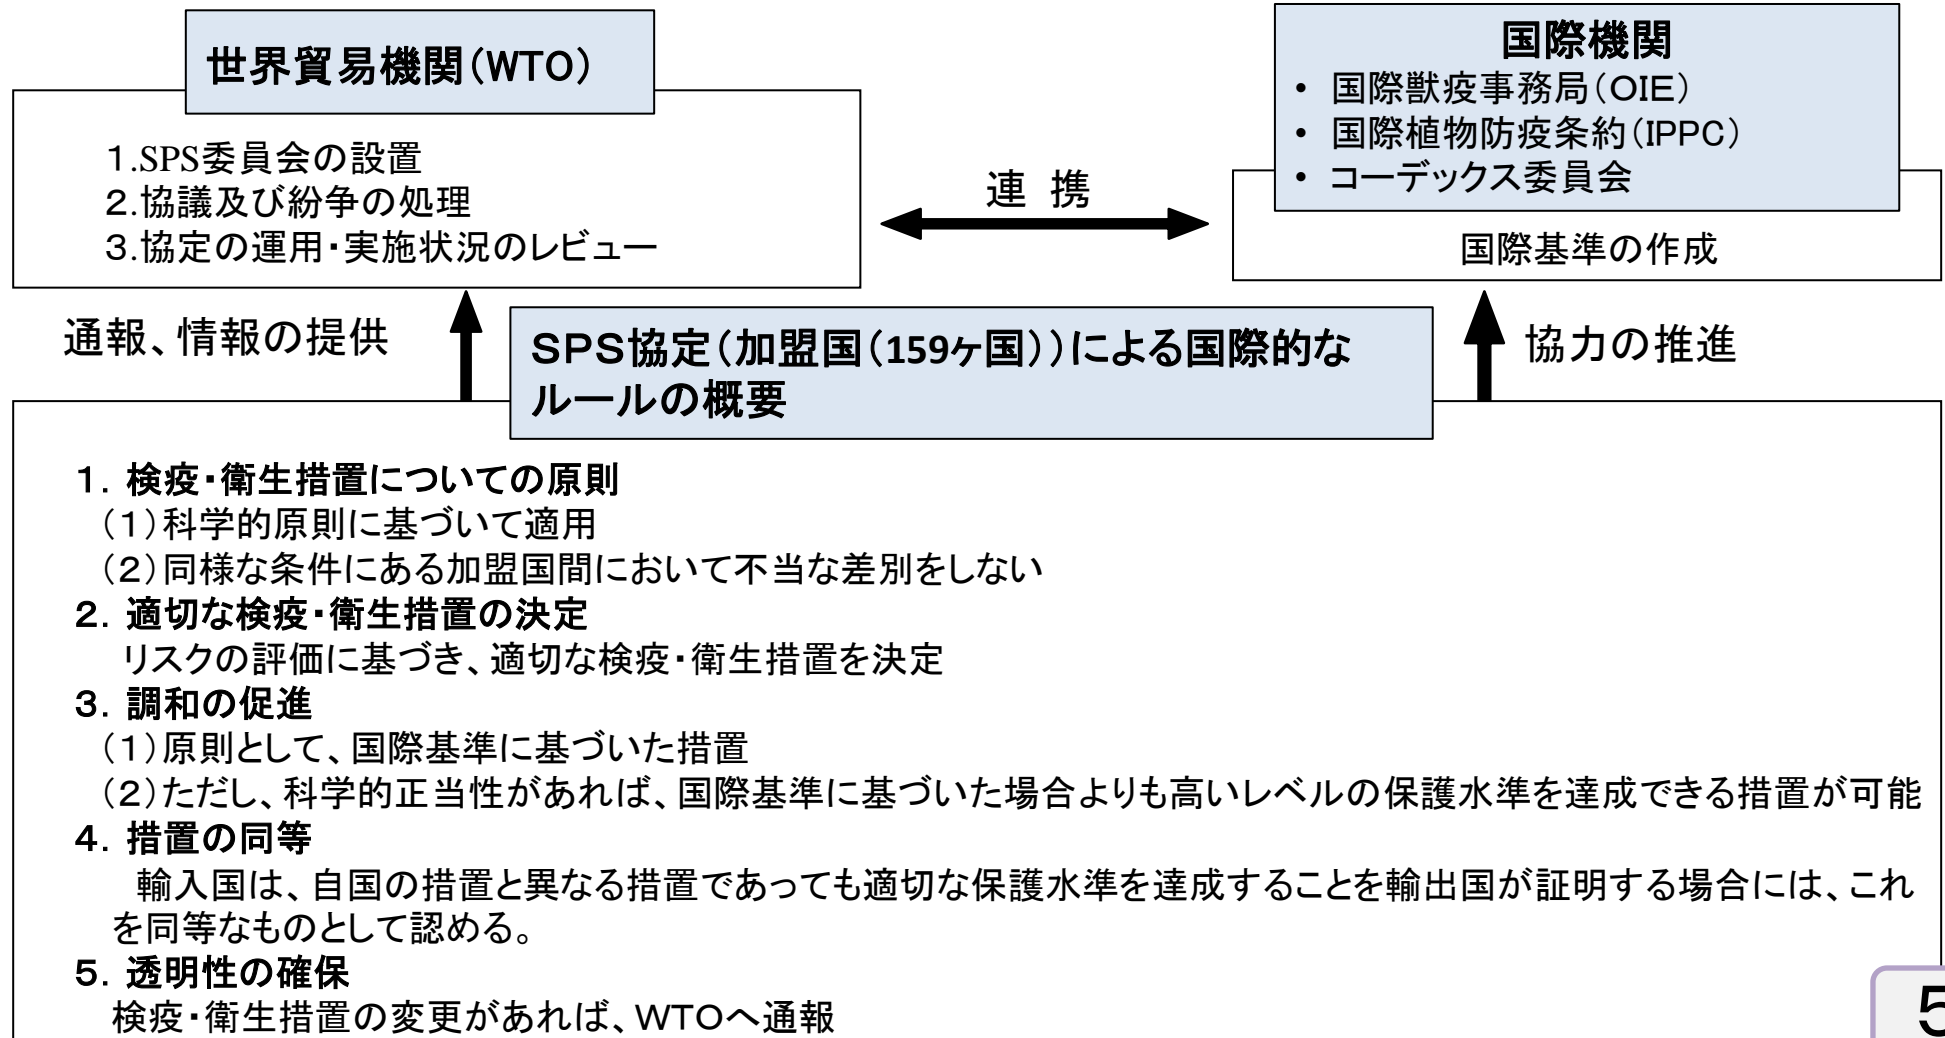 世界貿易機関(WTO)
1.SPS委員会の設置
2.協議及び紛争の処理
3.協定の運用・実施状況のレビュー
連 携
国際機関
• 国際獣疫事務局(OIE)
• 国際植物防疫条約(IPPC)
• コーデックス委員会
国際基準の作成
通報、情報の提供
SPS協定(加盟国(159ヶ国))による国際的な
ルールの概要
協力の推進
1. 検疫・衛生措置についての原則
(1)科学的原則に基づいて適用
(2)同様な条件にある加盟国間において不当な差別をしない
2. 適切な検疫・衛生措置の決定
リスクの評価に基づき、適切な検疫・衛生措置を決定
3. 調和の促進
(1)原則として、国際基準に基づいた措置
(2)ただし、科学的正当性があれば、国際基準に基づいた場合よりも高いレベルの保護水準を達成できる措置が可能
4. 措置の同等
輸入国は、自国の措置と異なる措置であっても適切な保護水準を達成することを輸出国が証明する場合には、これ
を同等なものとして認める。
5. 透明性の確保
検疫・衛生措置の変更があれば、WTOへ通報
5